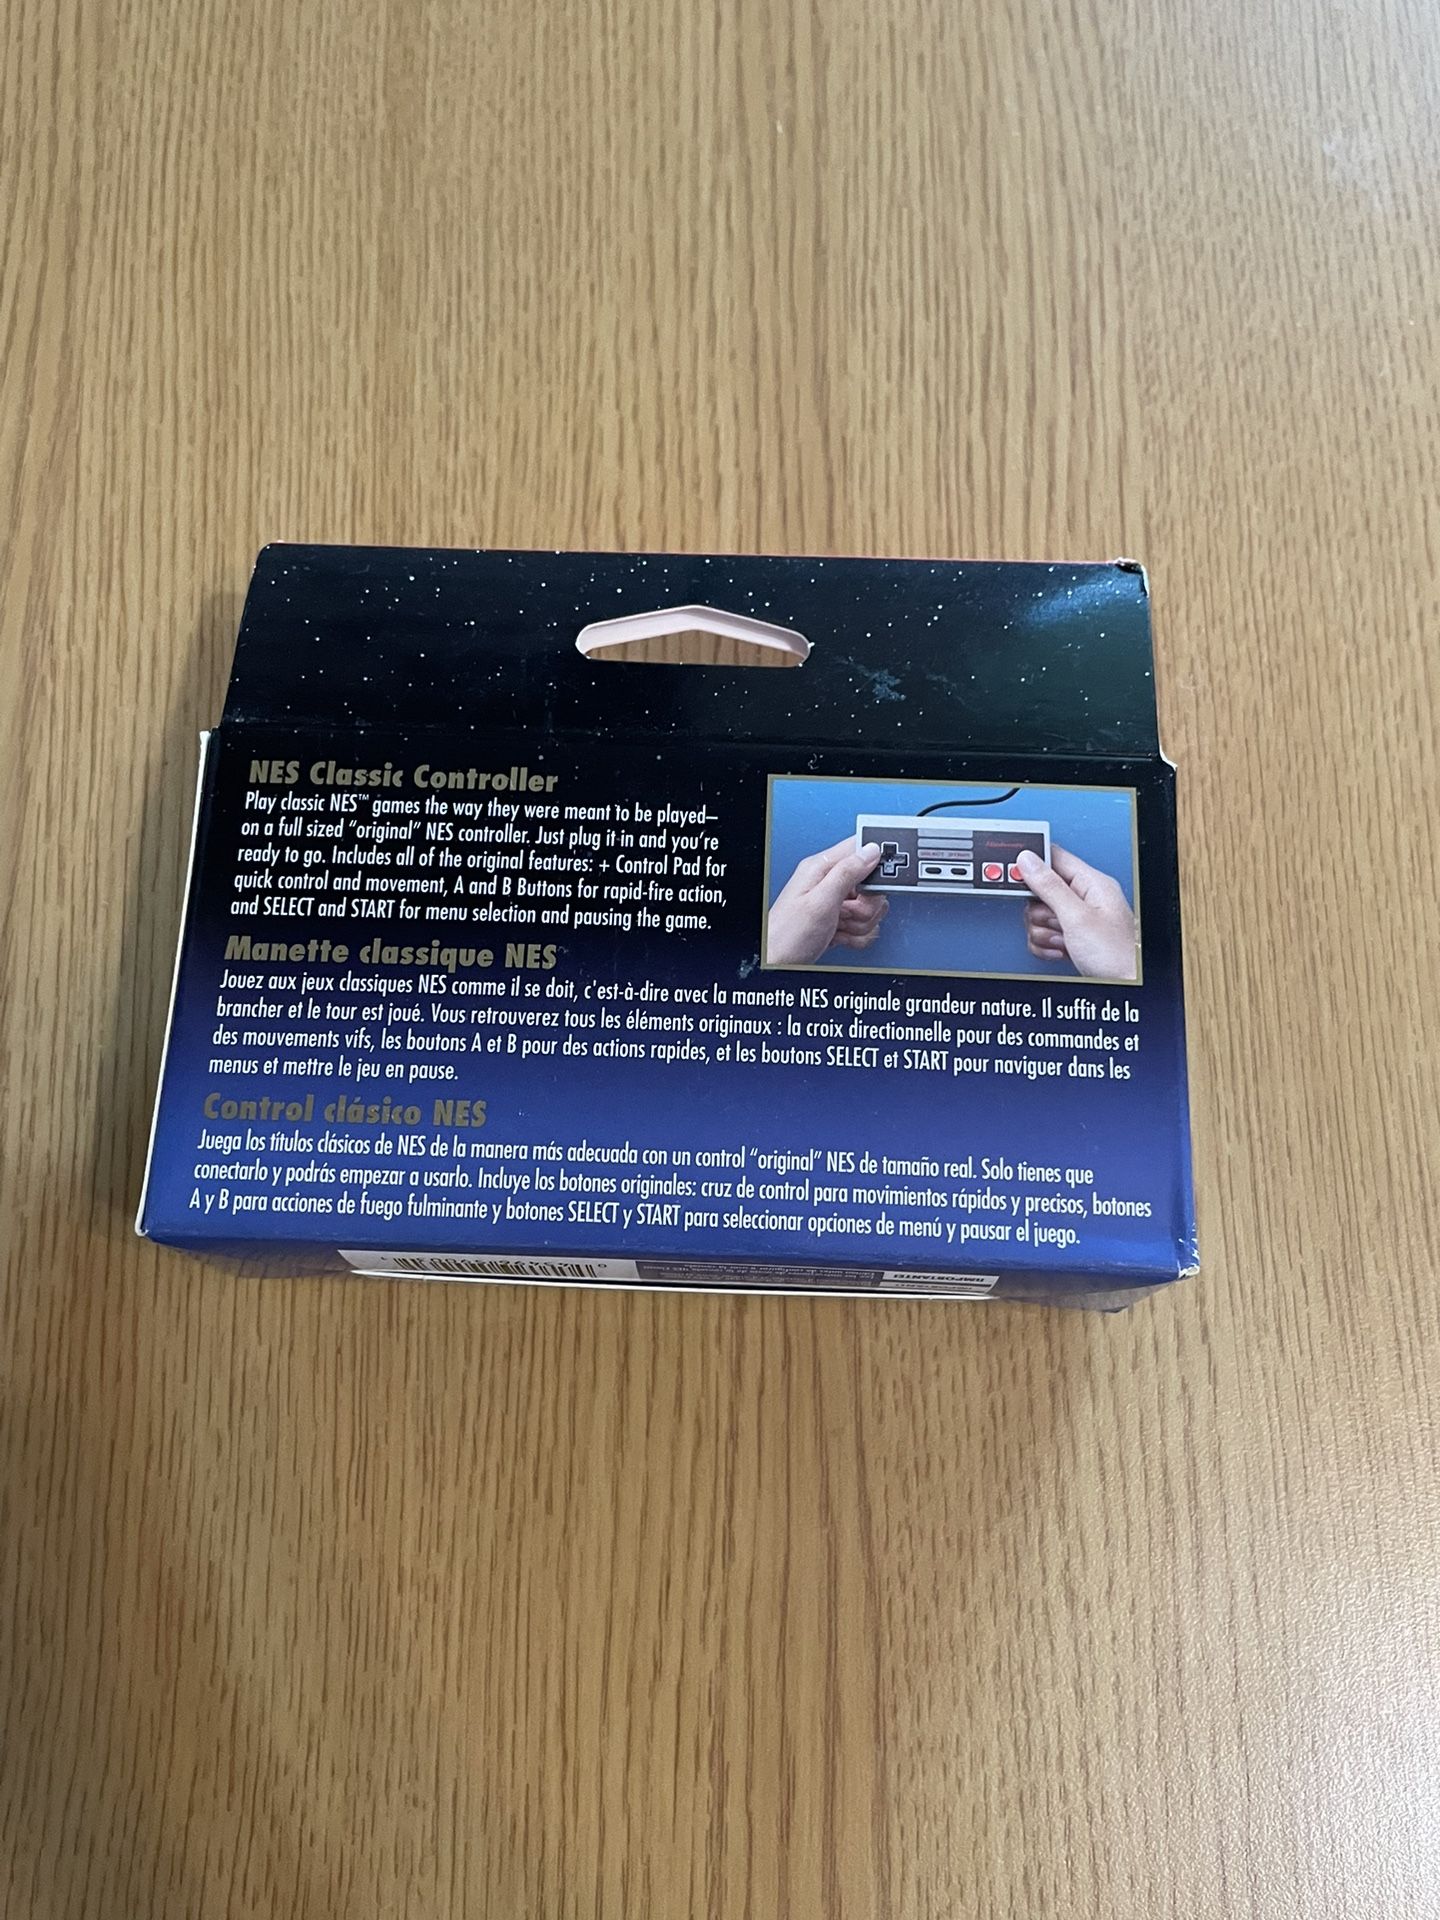 NES Classic Controller
Play classic NES™ games the way they were meant to be played—
on a full sized "original" NES controller. Just plug it in and you're
ready to go. Includes all of the original features: + Control Pad for
quick control and movement, A and B Buttons for rapid-fire action,
and SELECT and START for menu selection and pausing the game.
Nintendo
SELECT START
Manette classique NES
Jouez aux jeux classiques NES comme il se doit, c'est-à-dire avec la manette NES originale grandeur nature. Il suffit de la
brancher et le tour est joué. Vous retrouverez tous les éléments originaux : la croix directionnelle pour des commandes et
des mouvements vifs, les boutons A et B pour des actions rapides, et les boutons SELECT et START pour naviguer dans les
menus et mettre le jeu en pause.
Control clásico NES
Juega los títulos clásicos de NES de la manera más adecuada con un control "original" NES de tamaño real. Solo tienes que
conectarlo y podrás empezar a usarlo. Incluye los botones originales: cruz de control para movimientos rápidos y precisos, botones
A y B para acciones de fuego fulminante y botones SELECT y START para seleccionar opciones de menú y pausar el juego.
¡IMPORTANTE!